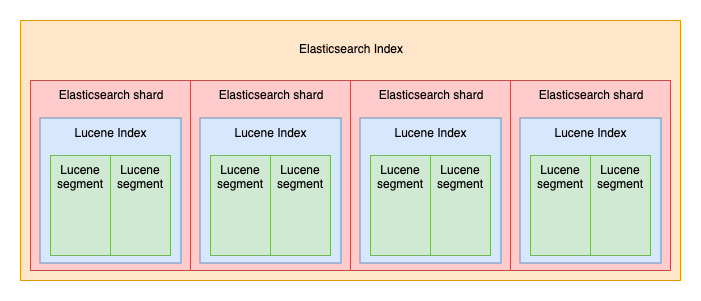 Elasticsearch Index
Elasticsearch shard
Elasticsearch shard
Elasticsearch shard
Elasticsearch shard
Lucene Index
Lucene Index
Lucene Index
Lucene Index
Lucene
segment
Lucene
segment
Lucene
segment
Lucene
segment
Lucene
segment
Lucene
segment
Lucene
segment
Lucene
segment